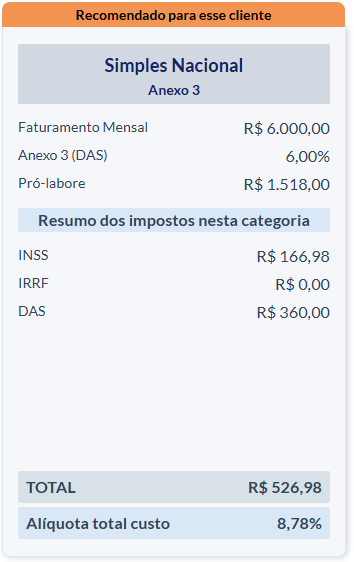 Recomendado para esse cliente
Simples Nacional
Anexo 3
Faturamento Mensal R$ 6.000,00
Anexo 3 (DAS) 6,00%
Pró-labore R$ 1.518,00
Resumo dos impostos nesta categoria
INSS R$ 166,98
IRRF R$ 0,00
DAS R$ 360,00
TOTAL R$ 526,98
Alíquota total custo 8,78%